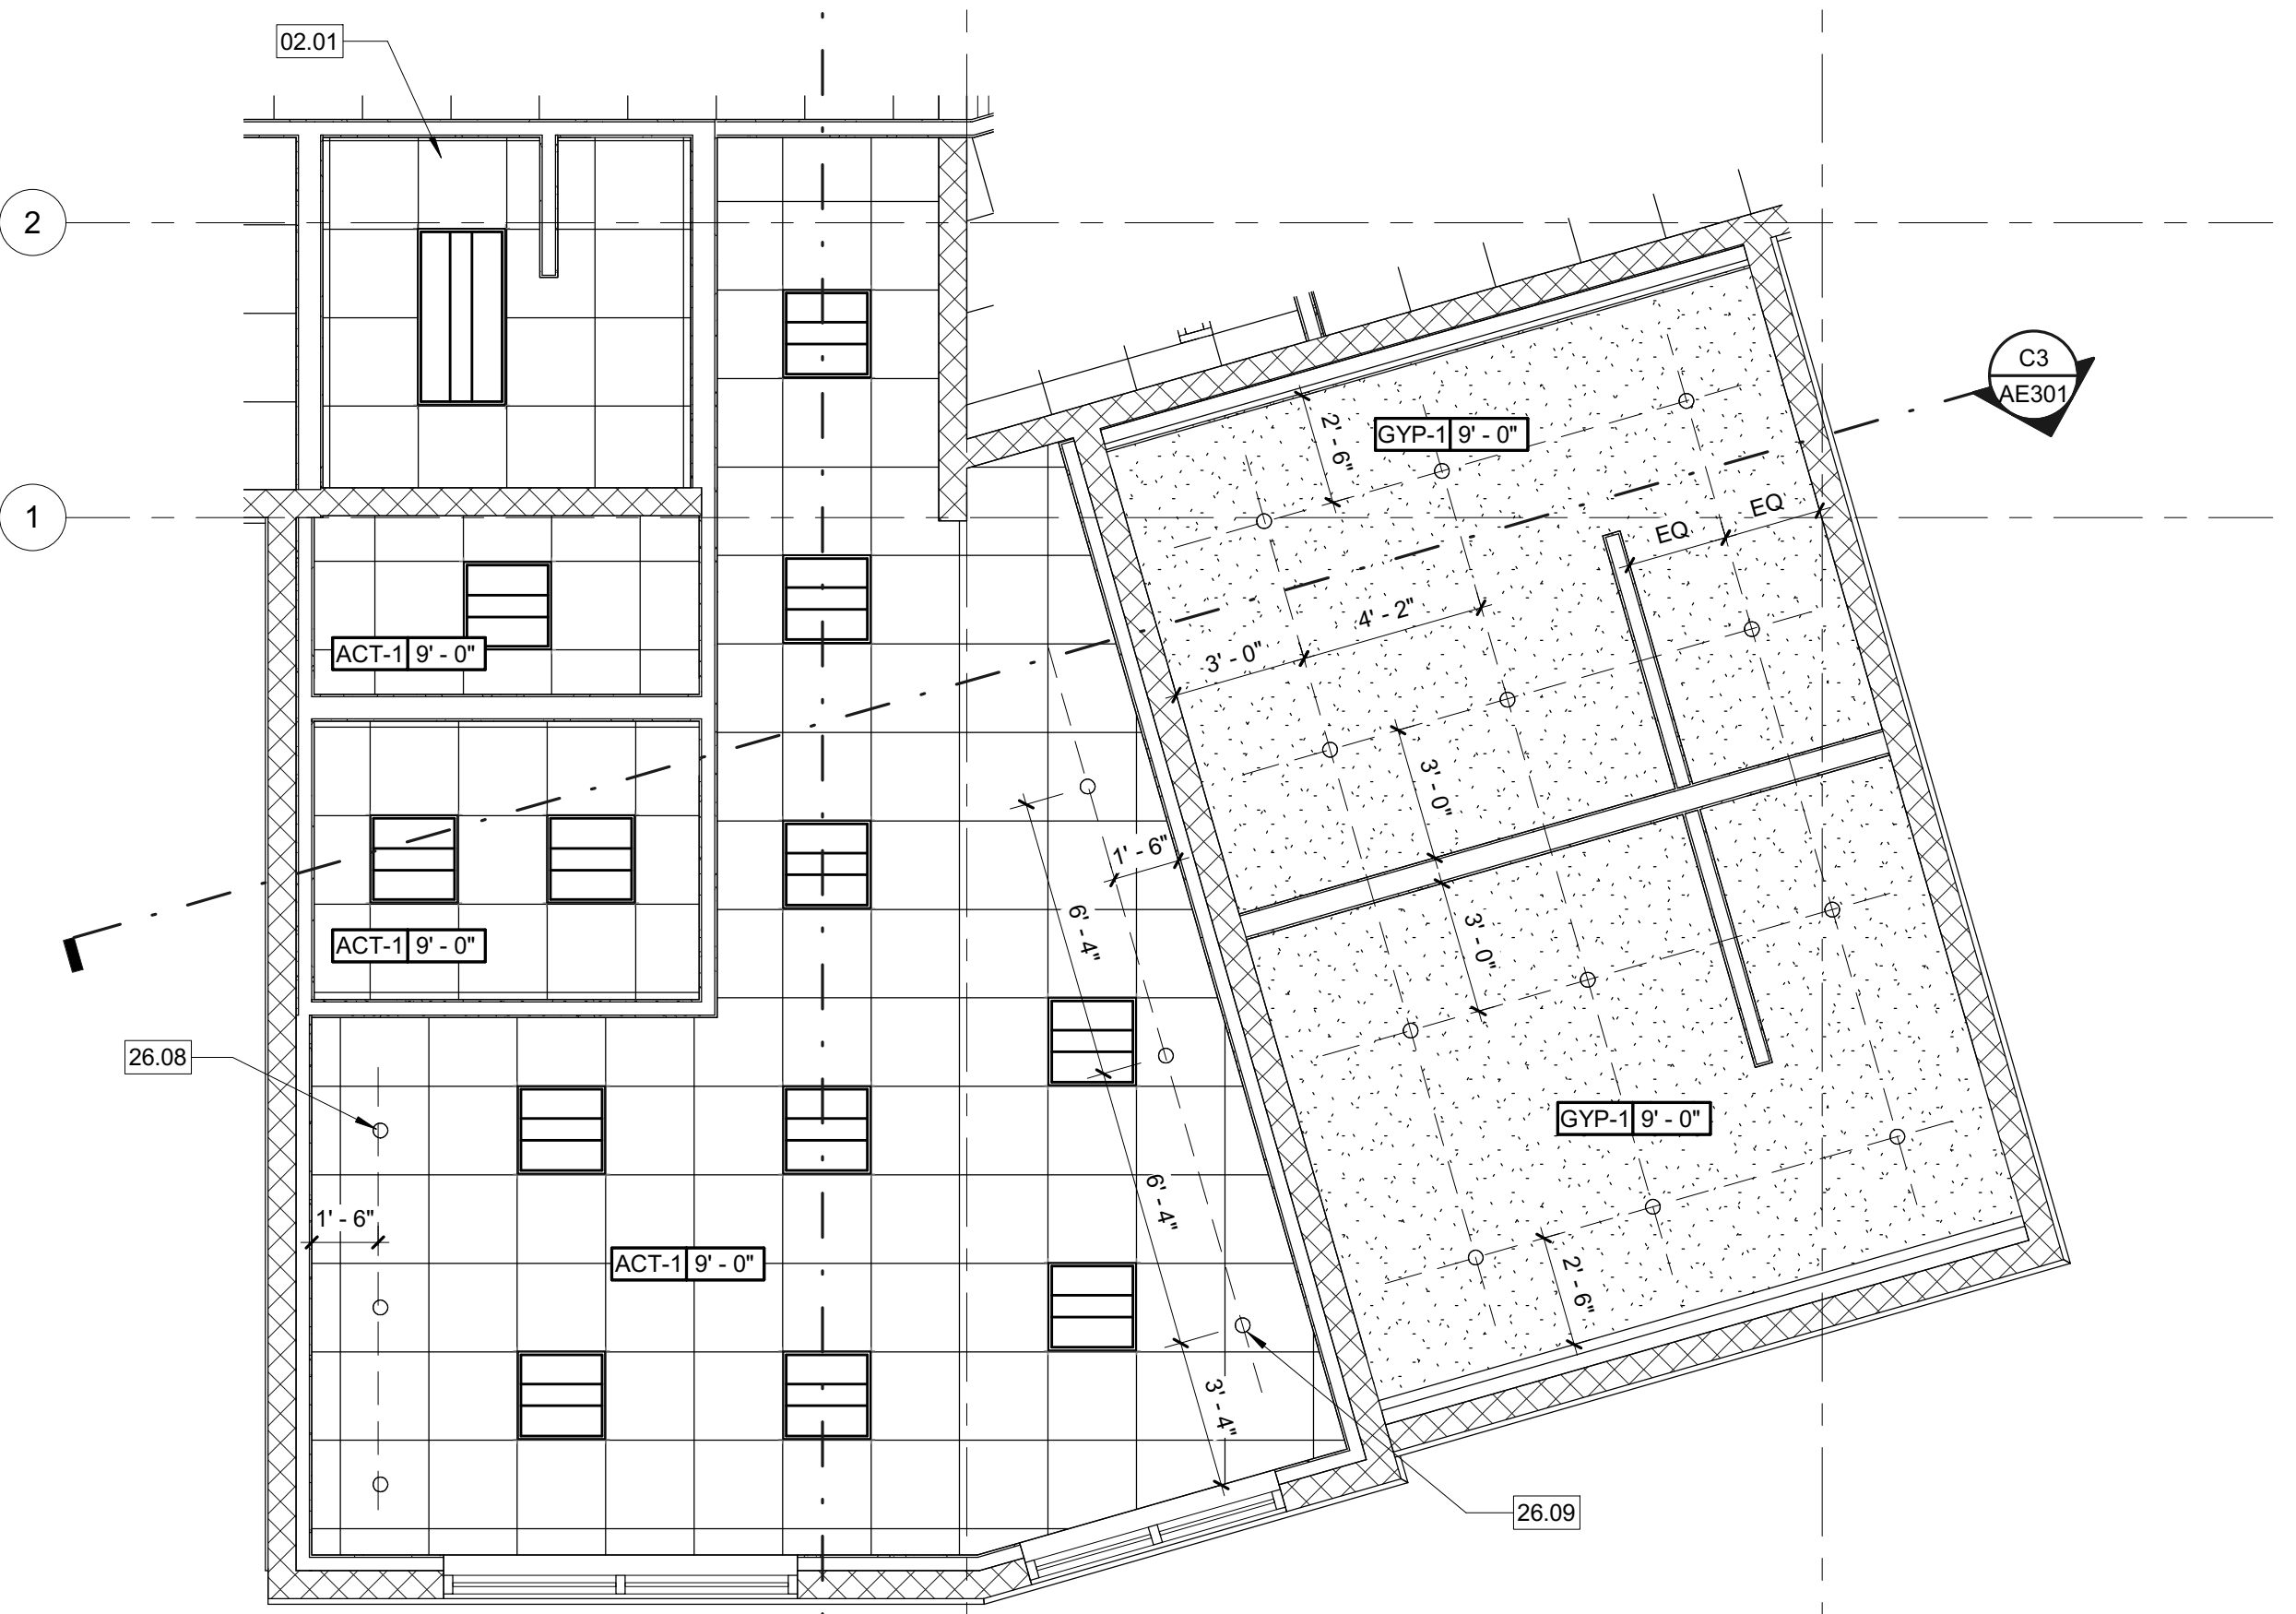 02.01
2
C3
AE301
2' - 6"
GYP-1 9' - 0"
1
EQ
EQ
4' - 2"
3' - 0"
ACT-1 9' - 0"
3' - 0"
1' - 6"
6' - 4"
3' - 0"
ACT-1 9' - 0"
26.08
GYP-1 9' - 0"
6' - 4"
1' - 6"
ACT-1 9' - 0"
2' - 6"
3' - 4"
26.09